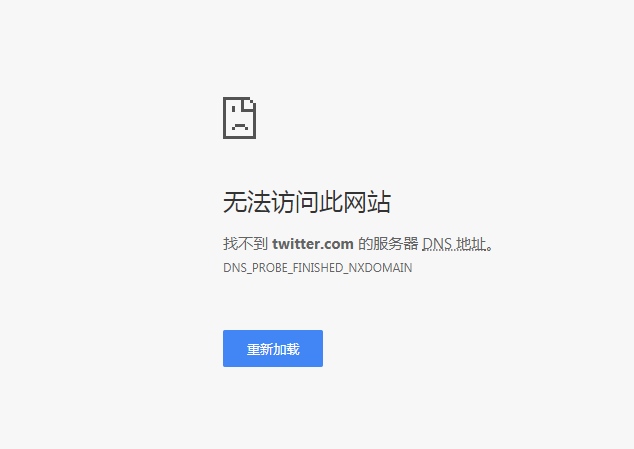 无法访问此网站
找不到 twitter.com 的服务器 DNS 地址。
DNS_PROBE_FINISHED_NXDOMAIN
重新加载